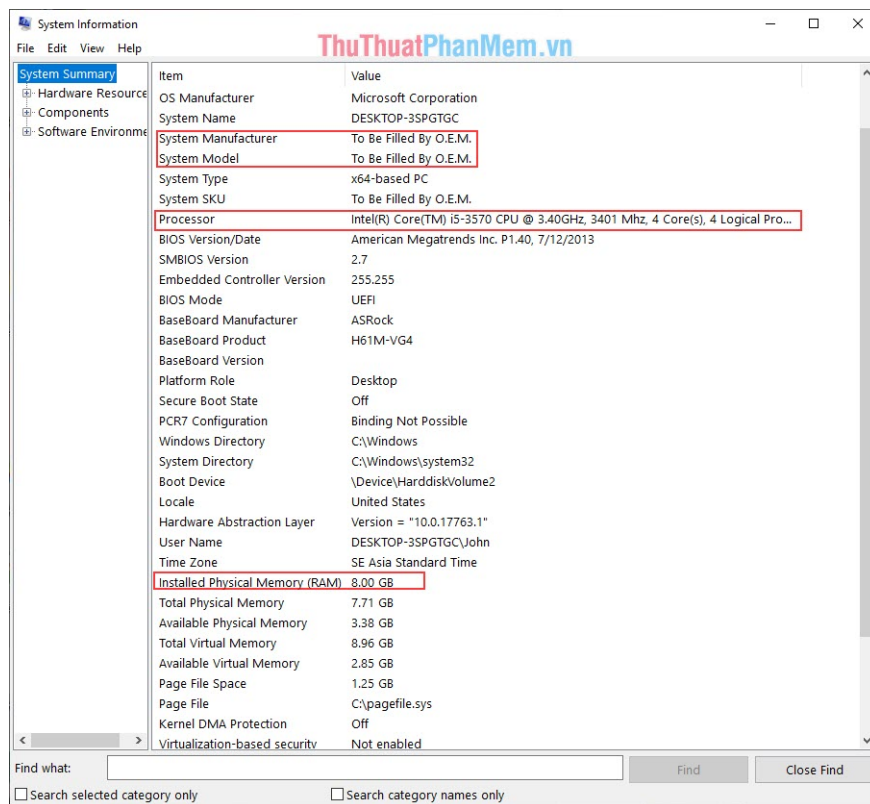 System Information
File Edit View Help
ThuThuatPhanMem.vn
System Summary
Hardware Resource
Components
Software Environme
Item Value
OS Manufacturer Microsoft Corporation
System Name DESKTOP-3SPGTGC
System Manufacturer To Be Filled By O.E.M.
System Model To Be Filled By O.E.M.
System Type x64-based PC
System SKU To Be Filled By O.E.M.
Processor Intel(R) Core(TM) i5-3570 CPU @ 3.40GHz, 3401 Mhz, 4 Core(s), 4 Logical Pro...
BIOS Version/Date American Megatrends Inc. P1.40, 7/12/2013
SMBIOS Version 2.7
Embedded Controller Version 255.255
BIOS Mode UEFI
BaseBoard Manufacturer ASRock
BaseBoard Product H61M-VG4
BaseBoard Version
Platform Role Desktop
Secure Boot State Off
PCR7 Configuration Binding Not Possible
Windows Directory C:\Windows
System Directory C:\Windows\system32
Boot Device \Device\HarddiskVolume2
Locale United States
Hardware Abstraction Layer Version = "10.0.17763.1"
User Name DESKTOP-3SPGTGC\John
Time Zone SE Asia Standard Time
Installed Physical Memory (RAM) 8.00 GB
Total Physical Memory 7.71 GB
Available Physical Memory 3.38 GB
Total Virtual Memory 8.96 GB
Available Virtual Memory 2.85 GB
Page File Space 1.25 GB
Page File C:\pagefile.sys
Kernel DMA Protection Off
Virtualization-based security Not enabled
Find what: Find Close Find
Search selected category only Search category names only